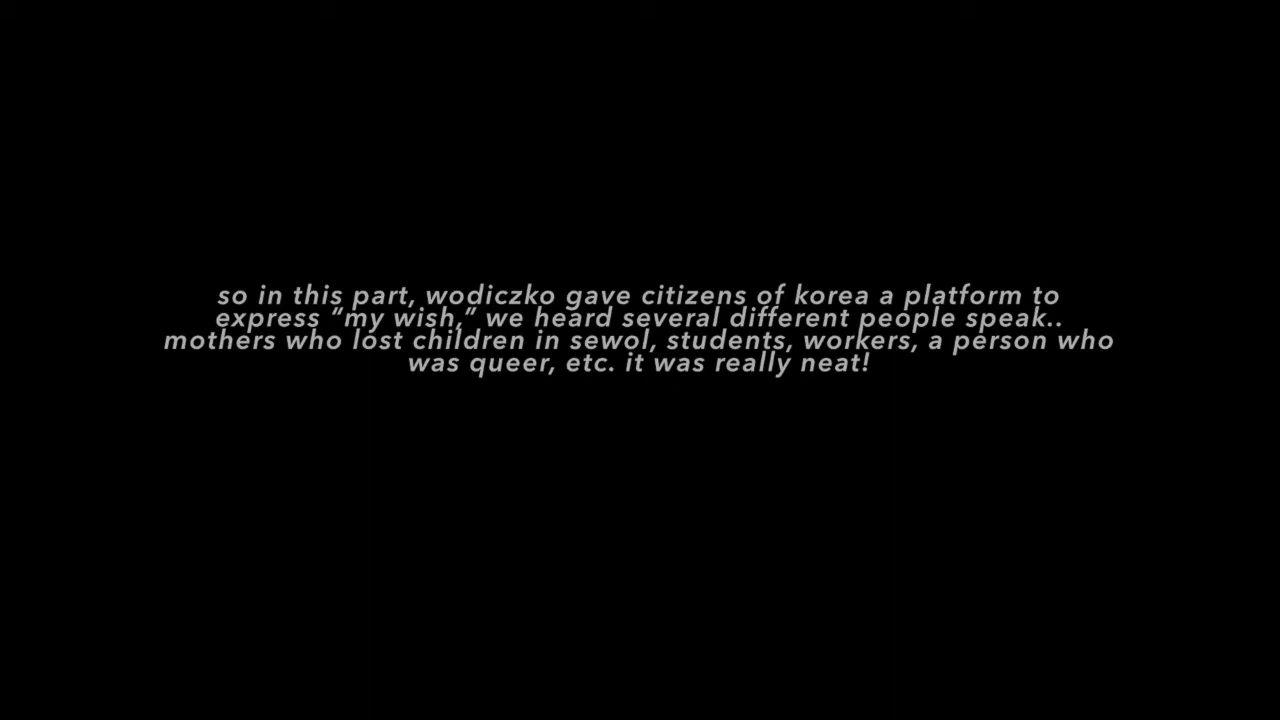 so in this part, wodiczko gave citizens of korea a platform to
express “my wish,” we heard several different people speak..
mothers who lost children in sewol, students, workers, a person who
was queer, etc. it was really neat!